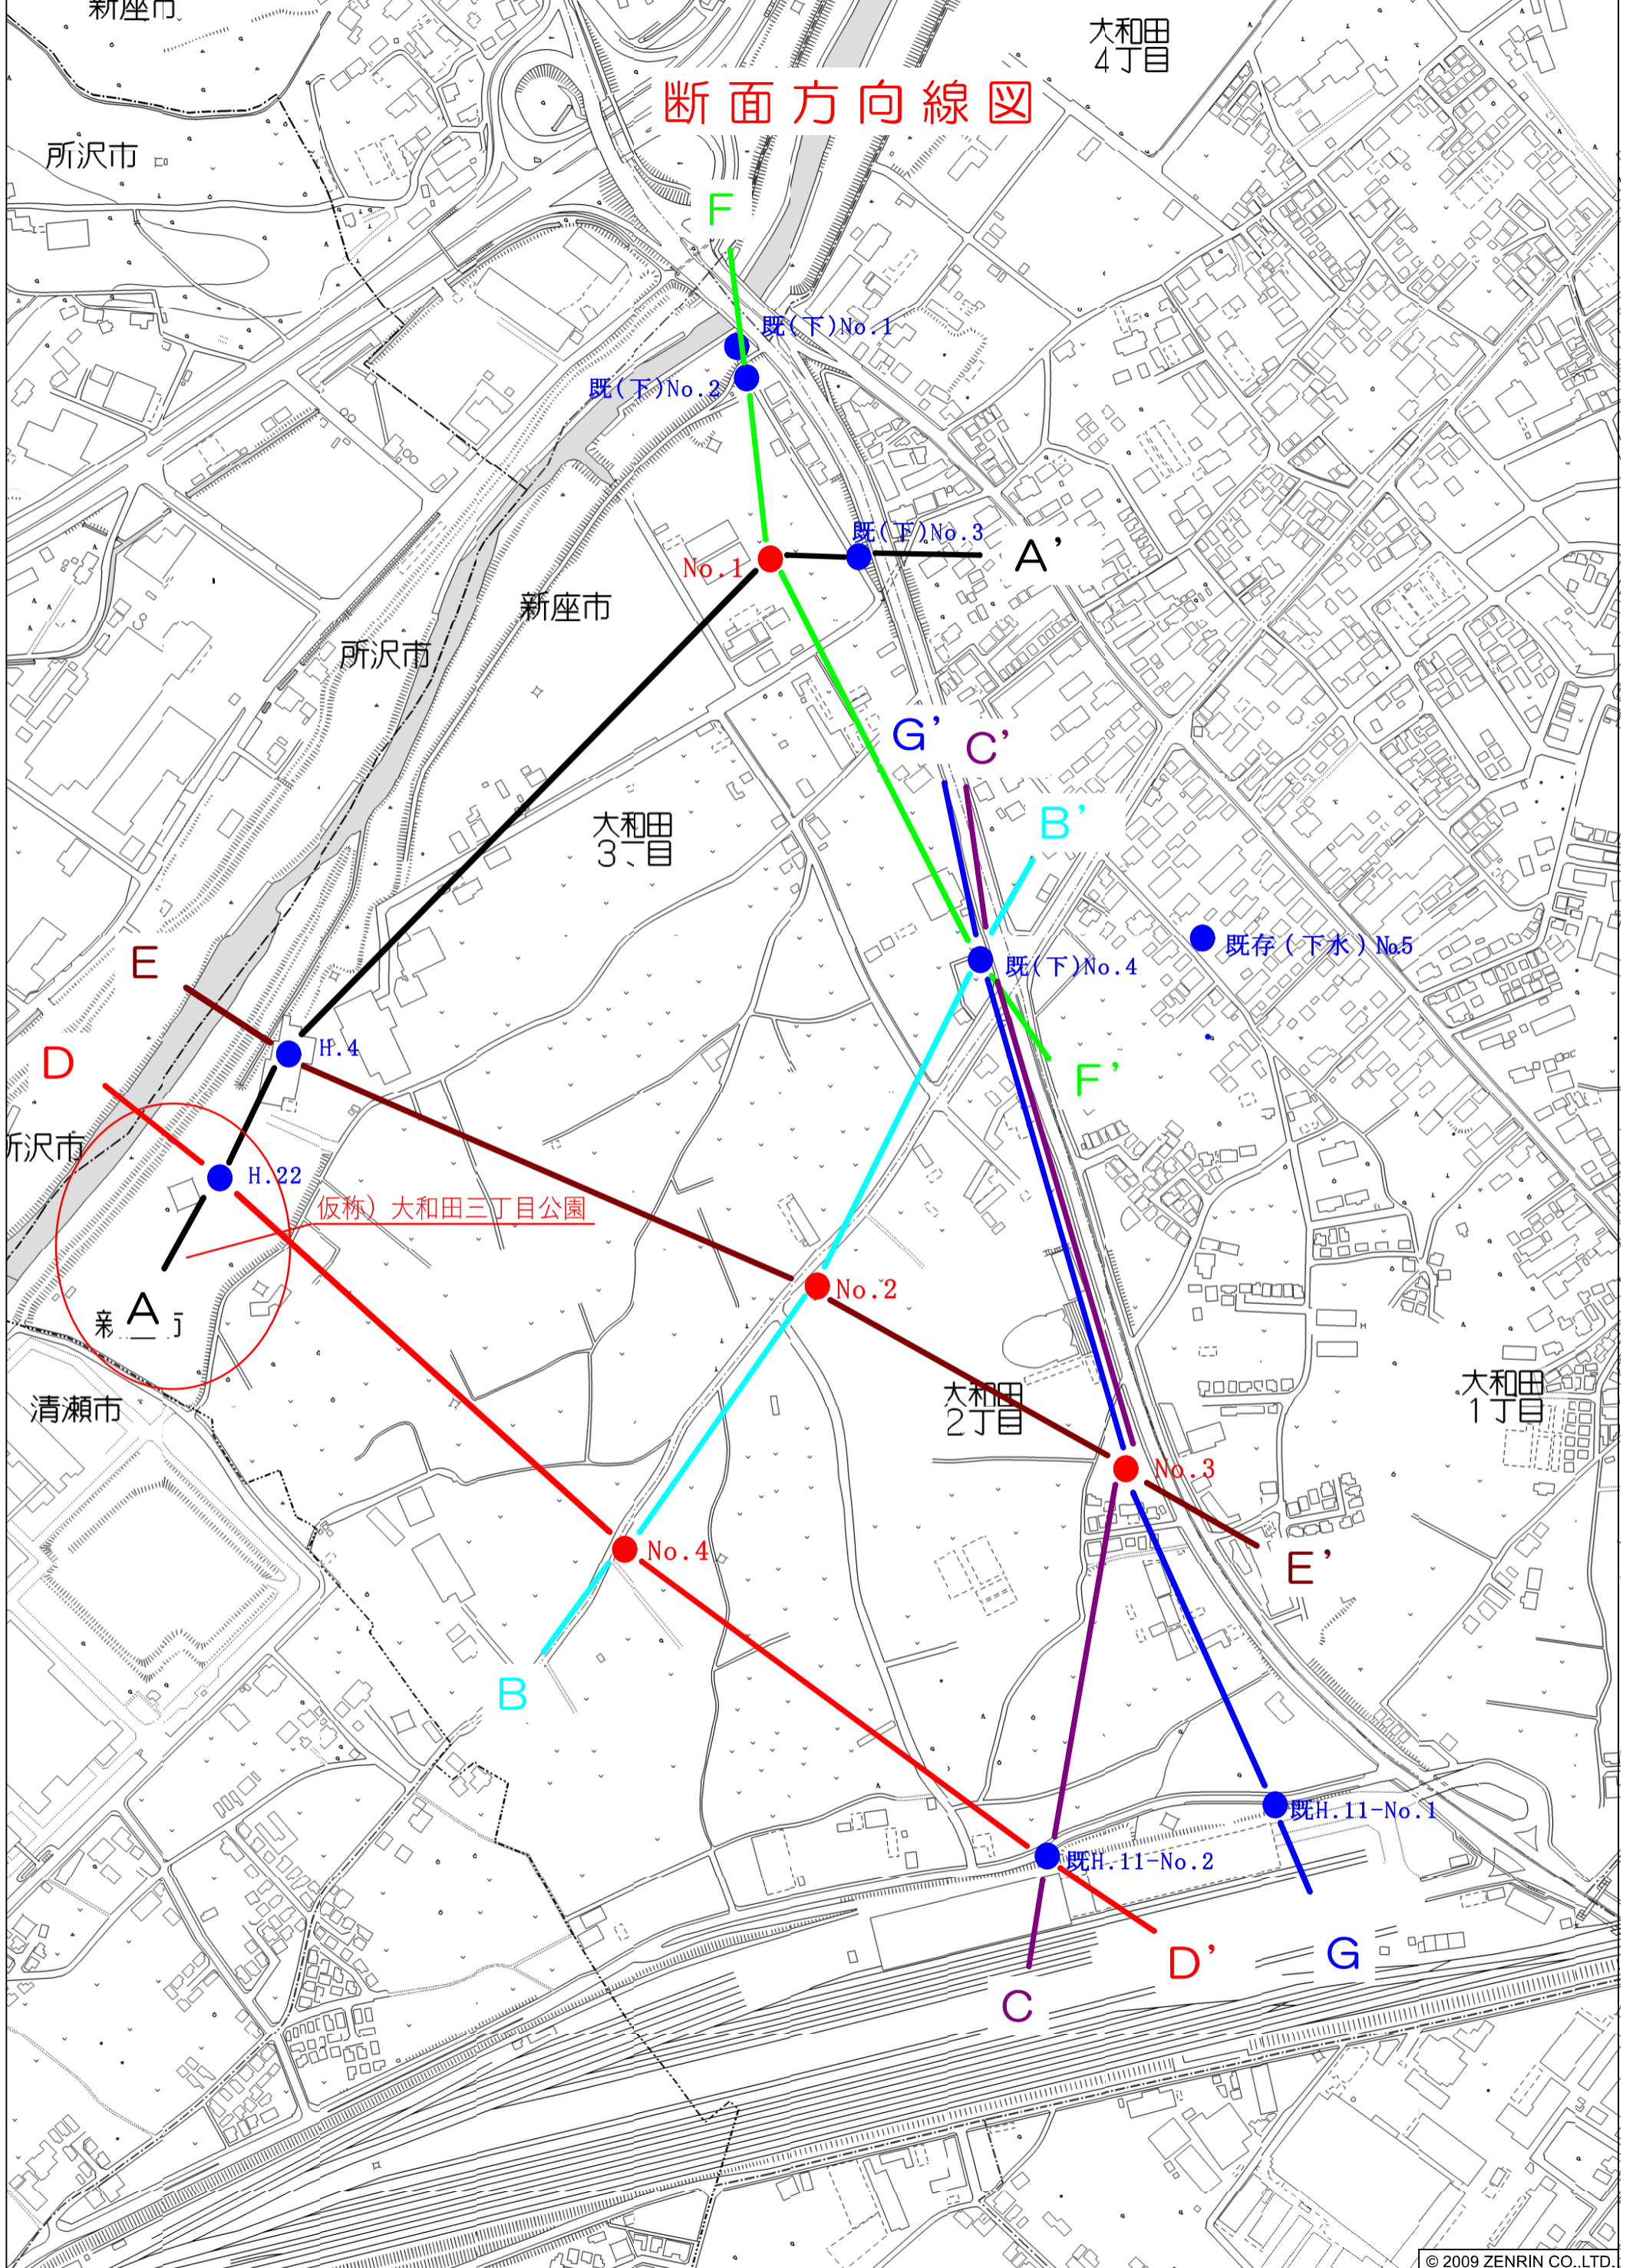 新座市
大和田
4丁目
断面方向線図
所沢市
F
既(下)No.1
既(下)No.2
既(下)No.3
A'
No.1
新座市
所沢市
G'
C'
B'
大和田
3
目
既存(下水)No.5
既(下)No.4
E
H.4
D
F'
所沢市
H.22
仮称）大和田三丁目公園
No.2
A
新
市
大和田
2丁目
大和田
1丁目
清瀬市
No.3
No.4
E'
B
既H.11-No.1
既H.11-No.2
D'
G
C
© 2009 ZENRIN CO.,LTD.